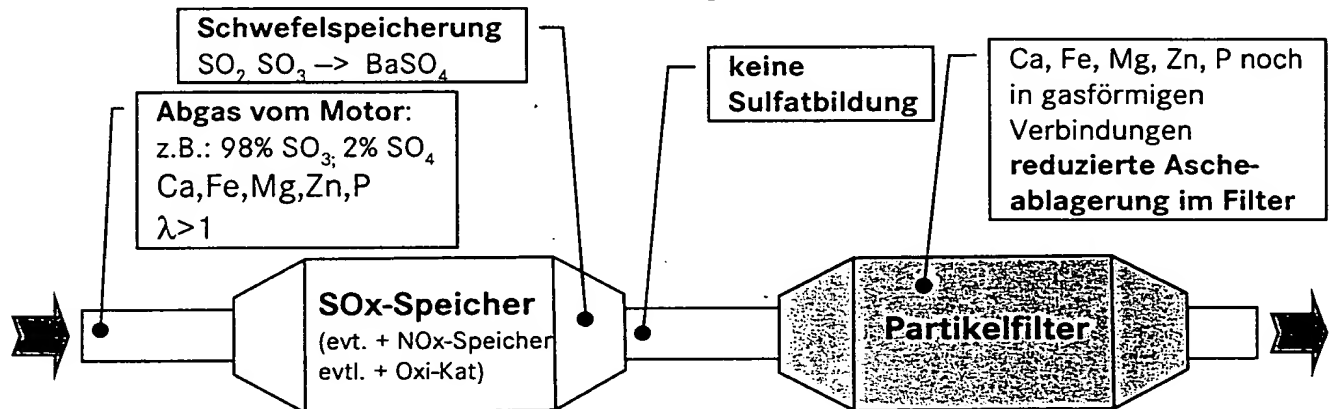 Schwefelspeicherung
SO₂ SO₃ —> BaSO₄
keine
Sulfatbildung
Ca, Fe, Mg, Zn, P noch
in gasförmigen
Verbindungen
reduzierte Asche-
ablagerung im Filter
Abgas vom Motor:
z.B.: 98% SO₃; 2% SO₄
Ca,Fe,Mg,Zn,P
λ>1
SOx-Speicher
(evt. + NOx-Speicher
evtl. + Oxi-Kat)
Partikelfilter